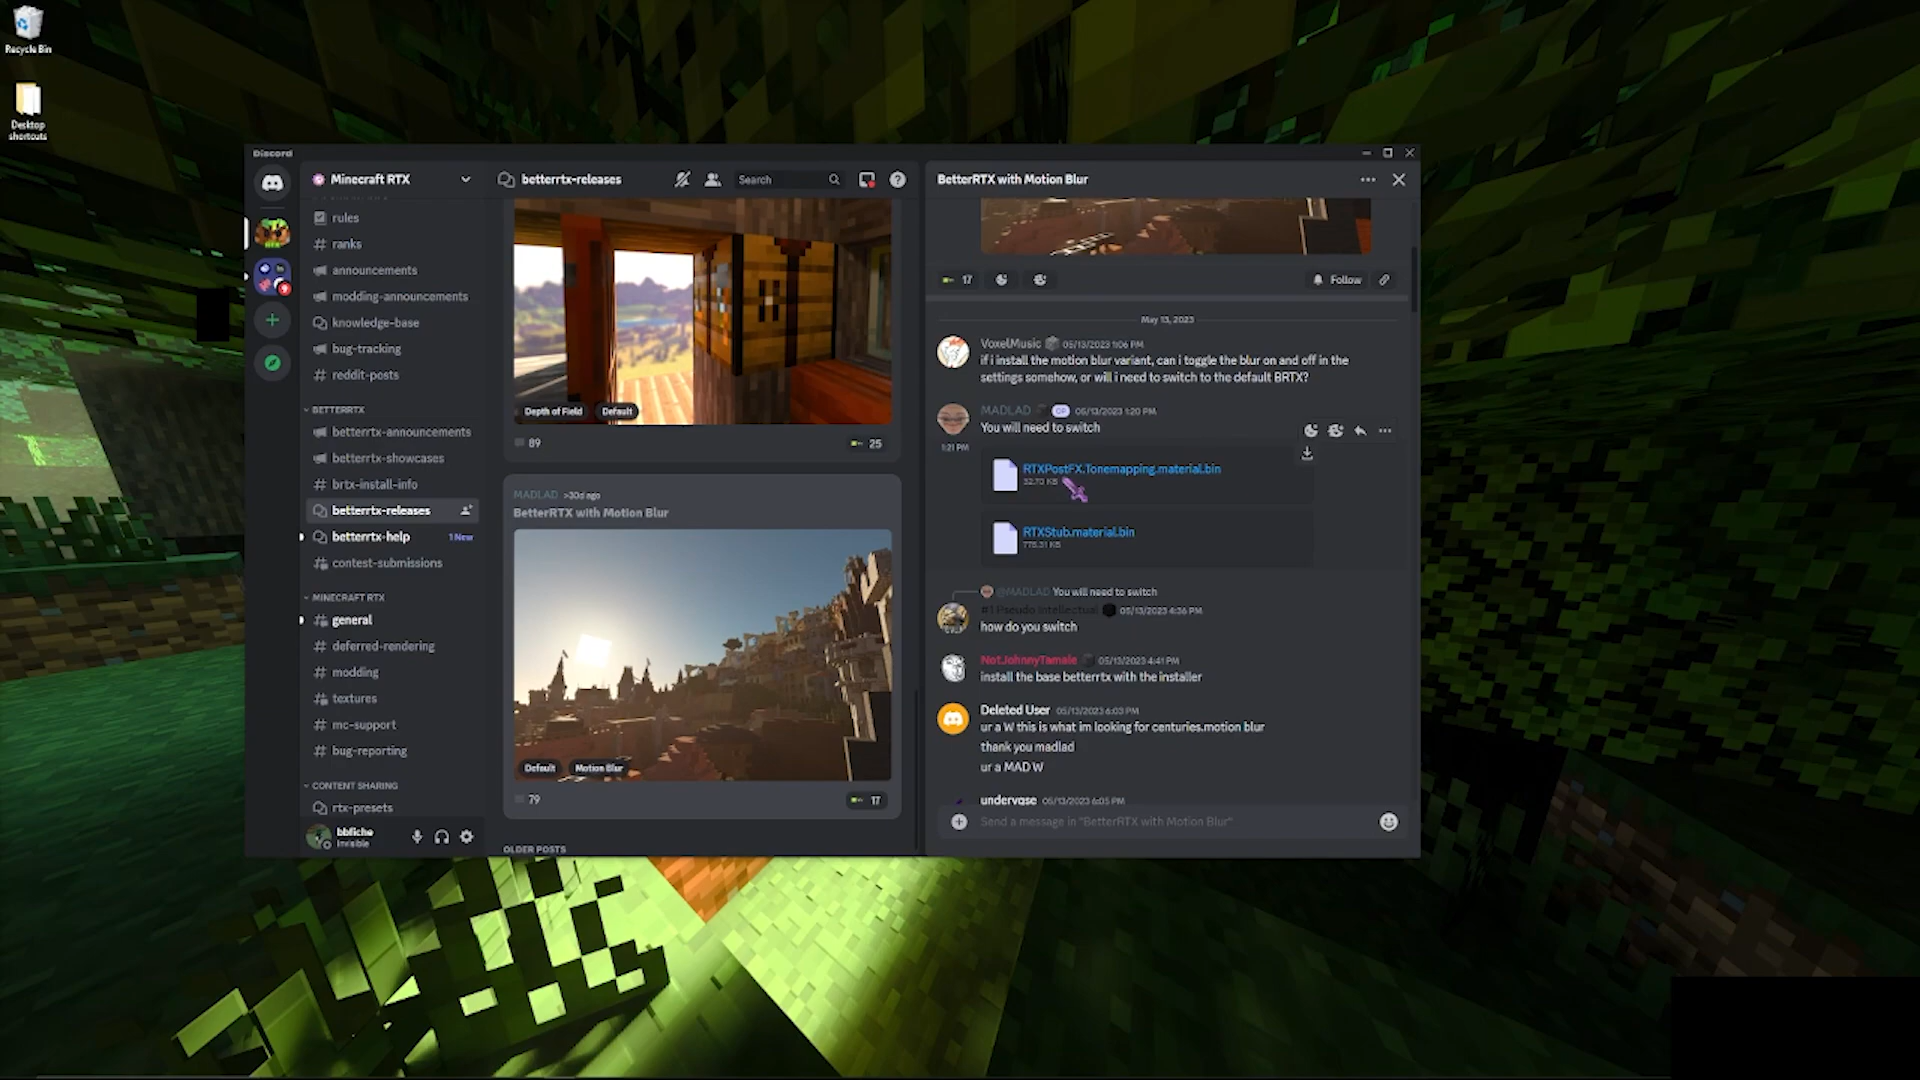 Recycle Bin
Desktop
shortcuts
Discord
Minecraft RTX
rules
ranks
announcements
modding-announcements
knowledge-base
bug-tracking
reddit-posts
BETTERRTX
betterrtx-announcements
betterrtx-showcases
brtx-install-info
betterrtx-releases
betterrtx-help
1 New
contest-submissions
MINECRAFT RTX
general
deferred-rendering
modding
textures
mc-support
bug-reporting
CONTENT SHARING
rtx-presets
bbfiche
Invisible
betterrtx-releases
Search
Depth of Field
Default
89
25
MADLAD >30d ago
BetterRTX with Motion Blur
Default
Motion Blur
79
17
OLDER POSTS
BetterRTX with Motion Blur
17
Follow
May 13, 2023
VoxelMusic 05/13/2023 1:06 PM
if i install the motion blur variant, can i toggle the blur on and off in the
settings somehow, or will i need to switch to the default BRTX?
MADLAD OP 05/13/2023 1:20 PM
You will need to switch
1:21 PM
RTXPostFX.Tonemapping.material.bin
32.70 KB
RTXStub.material.bin
@MADLAD You will need to switch
#1 Pseudo Intellectual 05/13/2023 4:36 PM
how do you switch
NotJohnnyTamale 05/13/2023 4:41 PM
install the base betterrtx with the installer
Deleted User 05/13/2023 6:03 PM
ur a W this is what im looking for centuries.motion blur
thank you madlad
ur a MAD W
undervase 05/13/2023 6:05 PM
Send a message in "BetterRTX with Motion Blur"